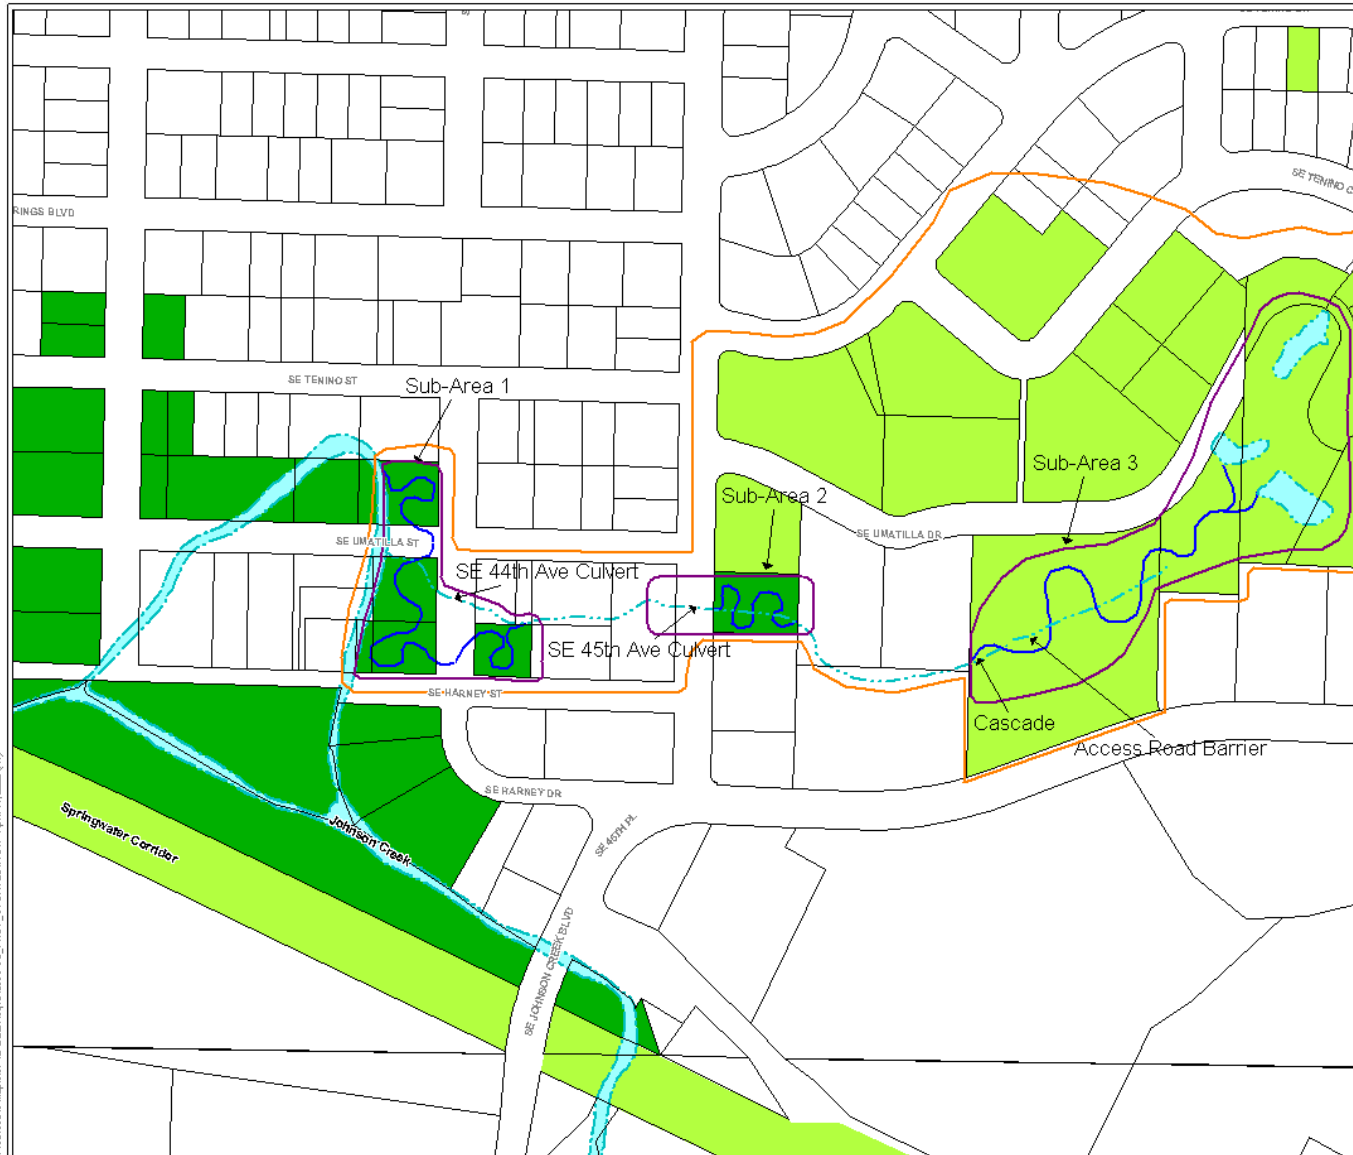 RINGS BLVD
SE TENINO C
SE TENINO ST
Sub-Area 1
Sub-Area 3
Sub-Area 2
SE UMATILLA ST
SE UMATILLA DR
SE 44th Ave Culvert
SE 45th Ave Culvert
SE HARNEY ST
Cascade
Access Road Barrier
SE HARNEY DR
Springwater Corridor
Johnson Creek
SE 45TH PL
SE JOHNSON CREEK BLVD